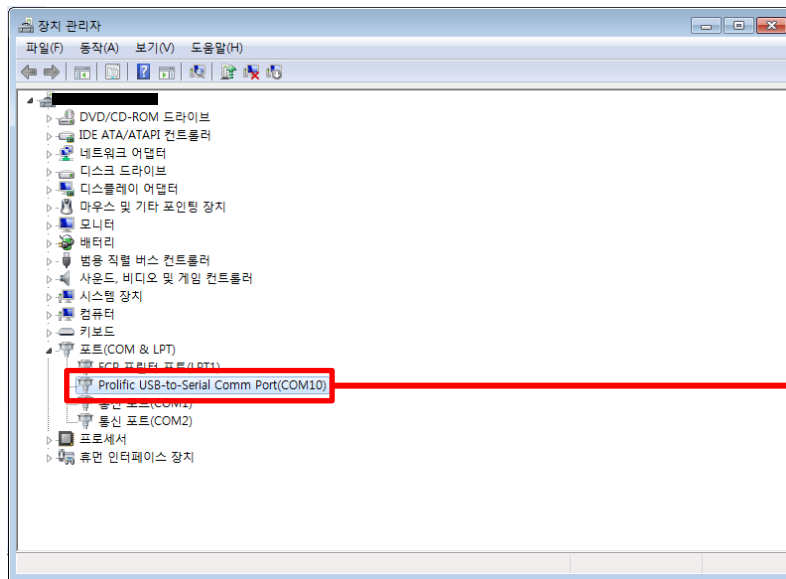 장치 관리자
파일(F) 동작(A) 보기(V) 도움말(H)
DVD/CD-ROM 드라이브
IDE ATA/ATAPI 컨트롤러
네트워크 어댑터
디스크 드라이브
디스플레이 어댑터
마우스 및 기타 포인팅 장치
모니터
배터리
범용 직렬 버스 컨트롤러
사운드, 비디오 및 게임 컨트롤러
시스템 장치
컴퓨터
키보드
포트(COM & LPT)
ECP 프린터 포트(LPT1)
Prolific USB-to-Serial Comm Port(COM10)
통신 포트(COM1)
통신 포트(COM2)
프로세서
휴먼 인터페이스 장치